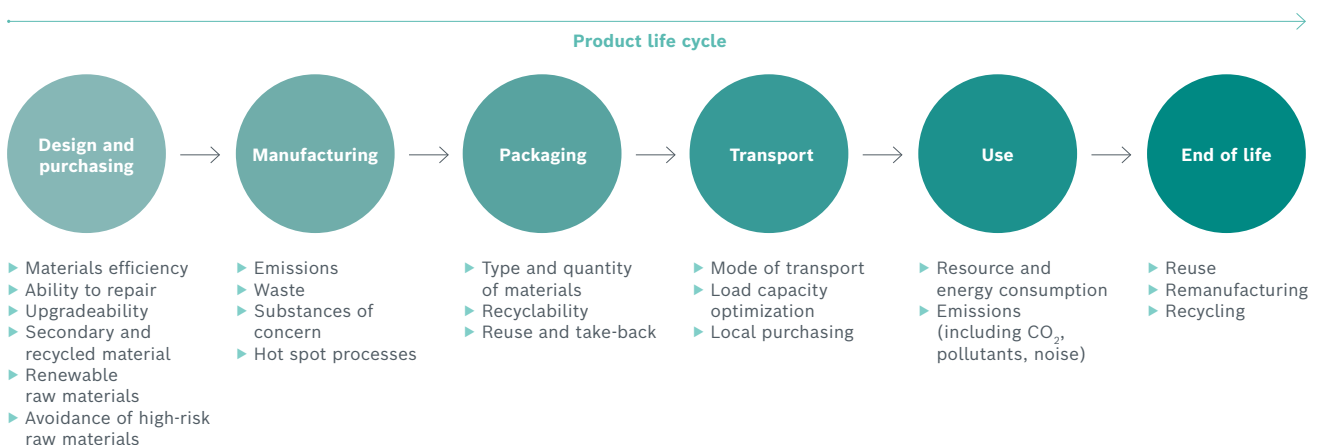 Product life cycle
Design and
purchasing
Manufacturing
Packaging
Transport
Use
End of life
Materials efficiency
Ability to repair
Upgradeability
Secondary and
recycled material
Renewable
raw materials
Avoidance of high-risk
raw materials
Emissions
Waste
Substances of
concern
Hot spot processes
Type and quantity
of materials
Recyclability
Reuse and take-back
Mode of transport
Load capacity
optimization
Local purchasing
Resource and
energy consumption
Emissions
(including CO₂,
pollutants, noise)
Reuse
Remanufacturing
Recycling